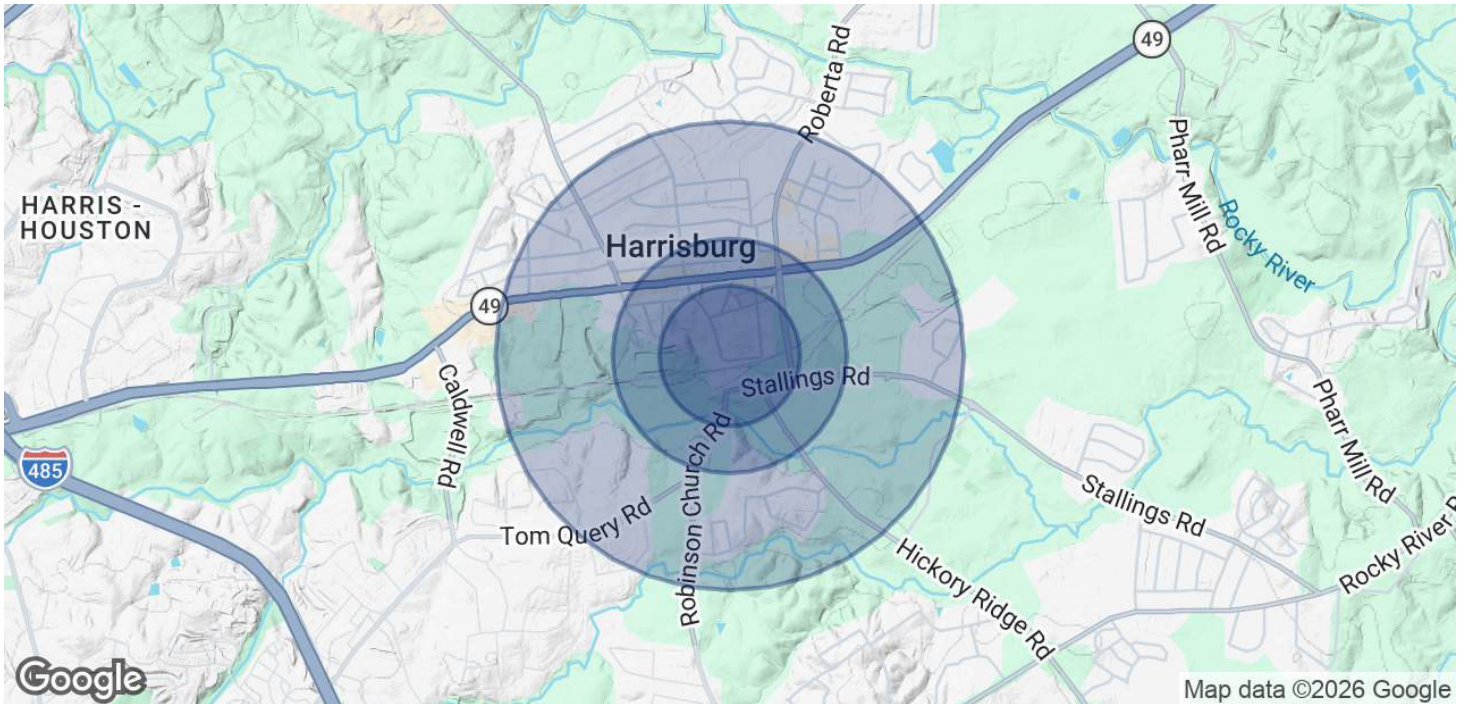 49
Roberta Rd
HARRIS -
HOUSTON
Harrisburg
Pharr Mill Rd
Rocky River
49
Stallings Rd
Caldwell Rd
Robinson Church Rd
Pharr Mill Rd
485
Tom Query Rd
Stallings Rd
Hickory Ridge Rd
Rocky River R
Google
Map data ©2026 Google